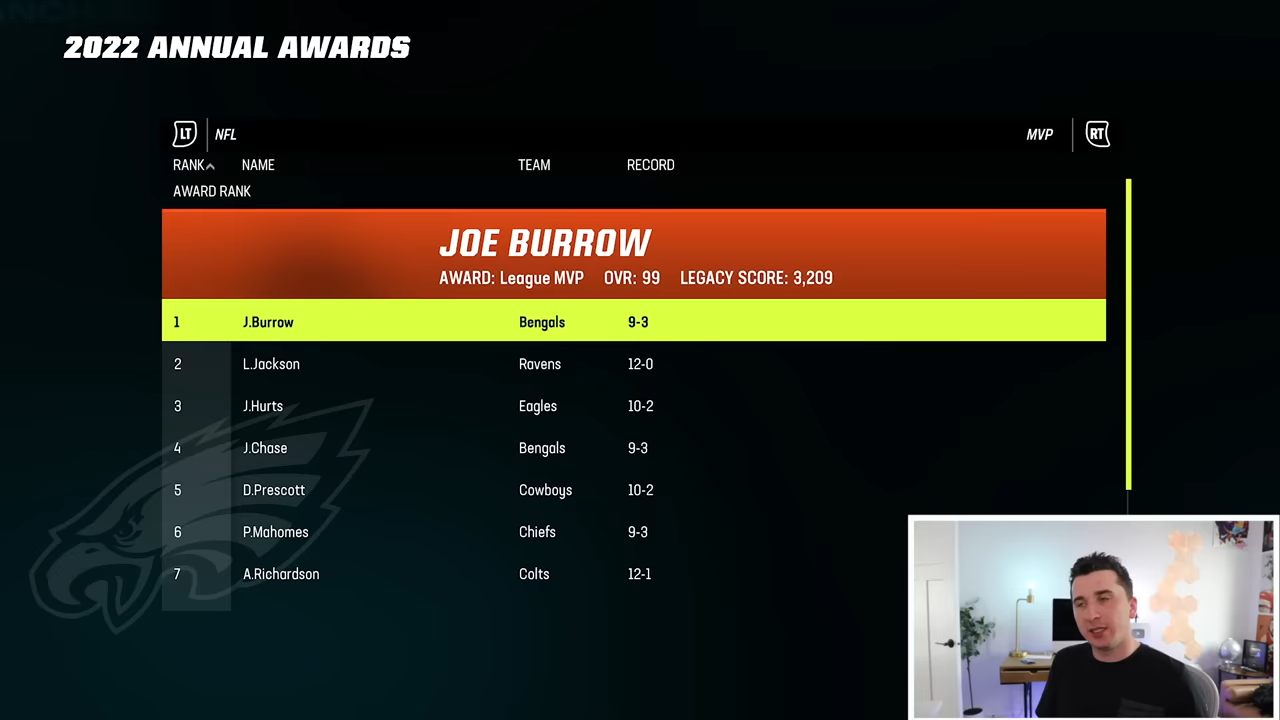 2022 ANNUAL AWARDS
LT NFL MVP RT
RANK NAME TEAM RECORD
AWARD RANK
JOE BURROW
AWARD: League MVP OVR: 99 LEGACY SCORE: 3,209
1 J.Burrow Bengals 9-3
2 L.Jackson Ravens 12-0
3 J.Hurts Eagles 10-2
4 J.Chase Bengals 9-3
5 D.Prescott Cowboys 10-2
6 P.Mahomes Chiefs 9-3
7 A.Richardson Colts 12-1